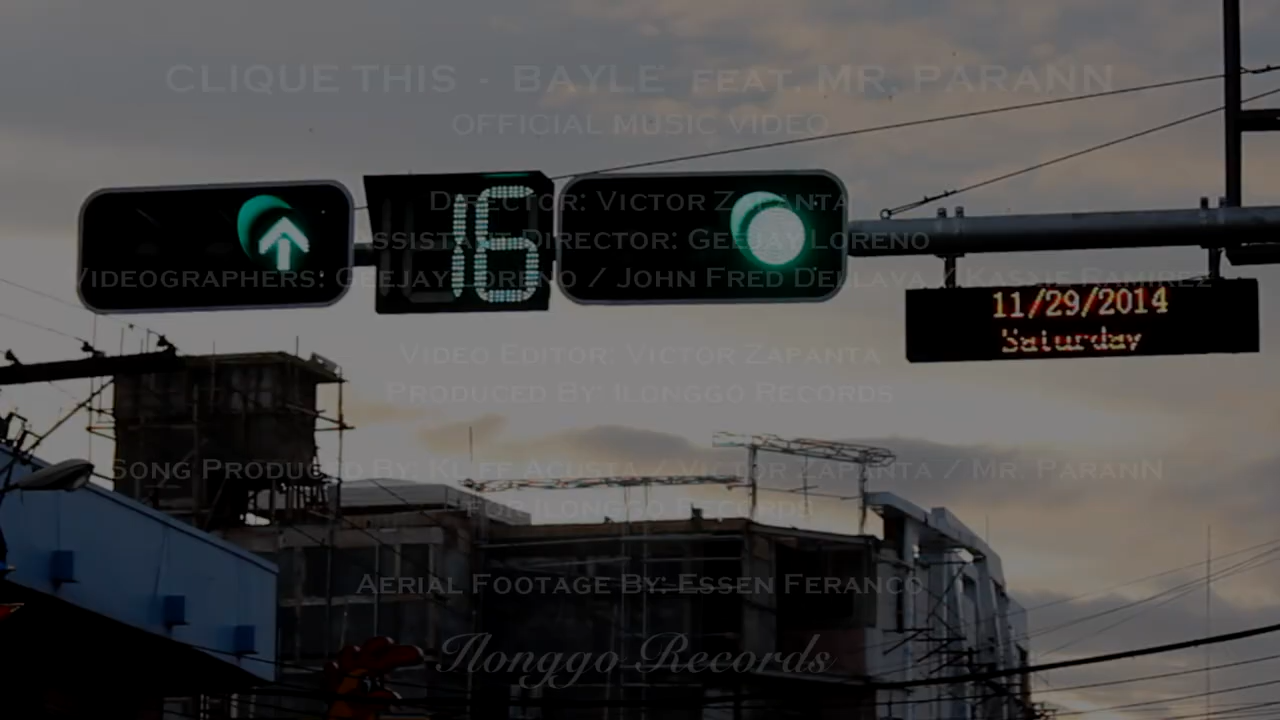 CLIQUE THIS - BAYLE FEAT. MR. PARANN
OFFICIAL MUSIC VIDEO
16
DIRECTOR: VICTOR ZAPANTA
ASSISTANT DIRECTOR: GEEJAY LORENO
VIDEOGRAPHERS: GEEJAY LORENO / JOHN FRED DELLAVA / KASNIE RAMIREZ
11/29/2014
Saturday
VIDEO EDITOR: VICTOR ZAPANTA
PRODUCED BY: ILONGGO RECORDS
SONG PRODUCED BY: KLIFF ACUSTA / VICTOR ZAPANTA / MR. PARANN
FOR ILONGGO RECORDS
AERIAL FOOTAGE BY: ESSEN FERANCO
Ilonggo Records